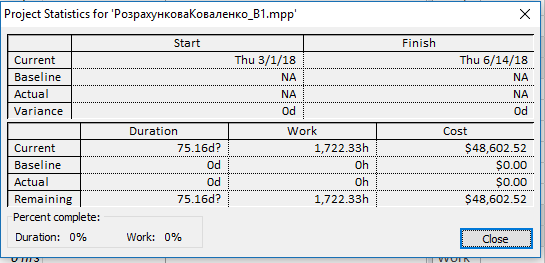 Project Statistics for 'РозрахунковаКоваленко_В1.mpp'
Start Finish
Current Thu 3/1/18 Thu 6/14/18
Baseline NA NA
Actual NA NA
Variance 0d 0d
Duration Work Cost
Current 75.16d? 1,722.33h $48,602.52
Baseline 0d 0h $0.00
Actual 0d 0h $0.00
Remaining 75.16d? 1,722.33h $48,602.52
Percent complete:
Duration: 0% Work: 0%
Close
Work